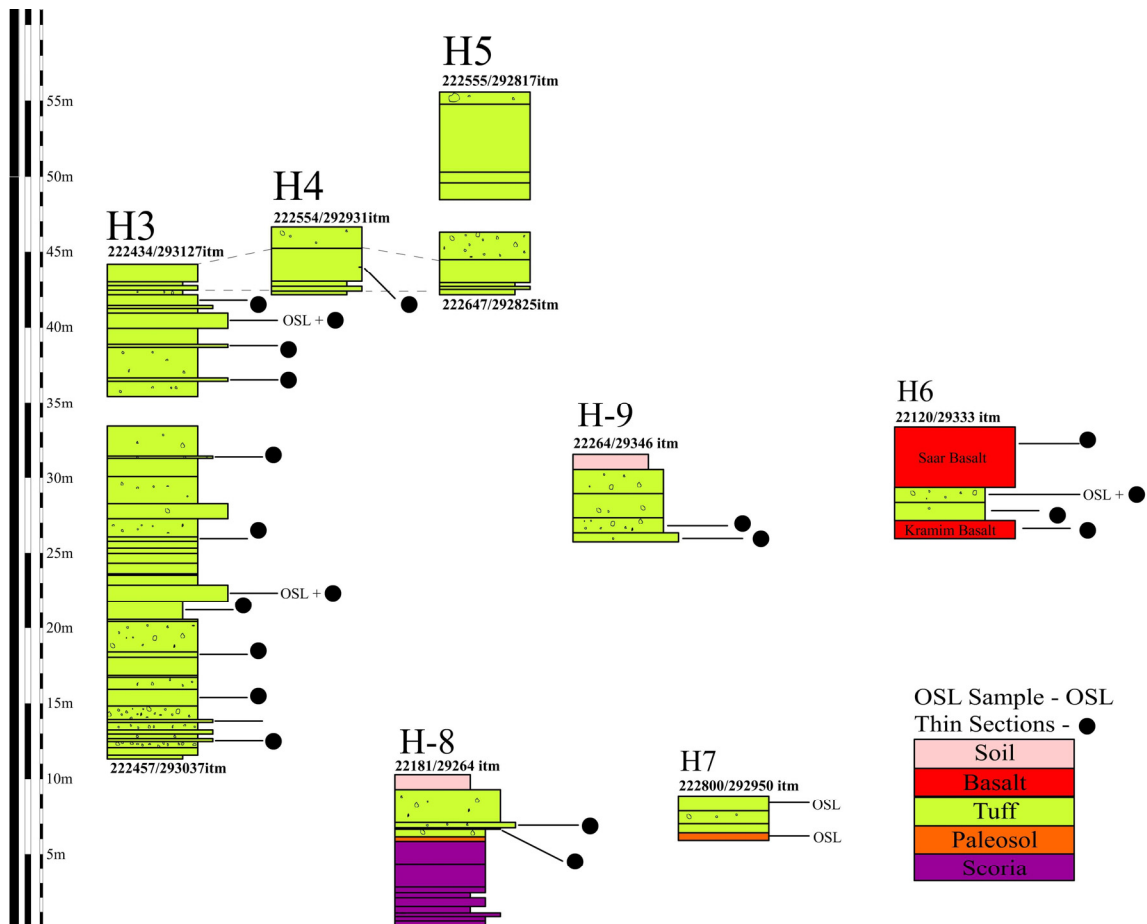 H5
222555/292817itm
55m
50m
H4
222554/292931itm
H3
222434/293127itm
45m
222647/292825itm
OSL +
40m
35m
H-9
22264/29346 itm
H6
22120/29333 itm
Saar Basalt
OSL +
Kramim Basalt
30m
25m
OSL +
20m
15m
222457/293037itm
10m
H-8
22181/29264 itm
H7
222800/292950 itm
OSL
OSL
5m
OSL Sample - OSL
Thin Sections -
Soil
Basalt
Tuff
Paleosol
Scoria